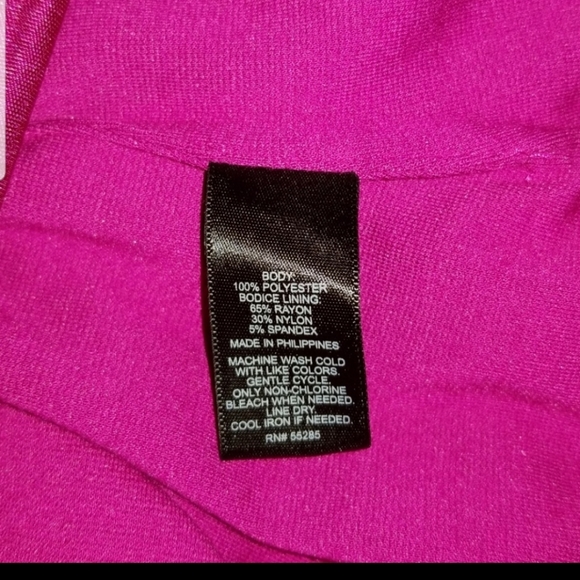 BODY:
100% POLYESTER
BODICE LINING:
65% RAYON
30% NYLON
5% SPANDEX
MADE IN PHILIPPINES
MACHINE WASH COLD
WITH LIKE COLORS.
GENTLE CYCLE.
ONLY NON-CHLORINE
BLEACH WHEN NEEDED.
LINE DRY.
COOL IRON IF NEEDED.
RN# 55285